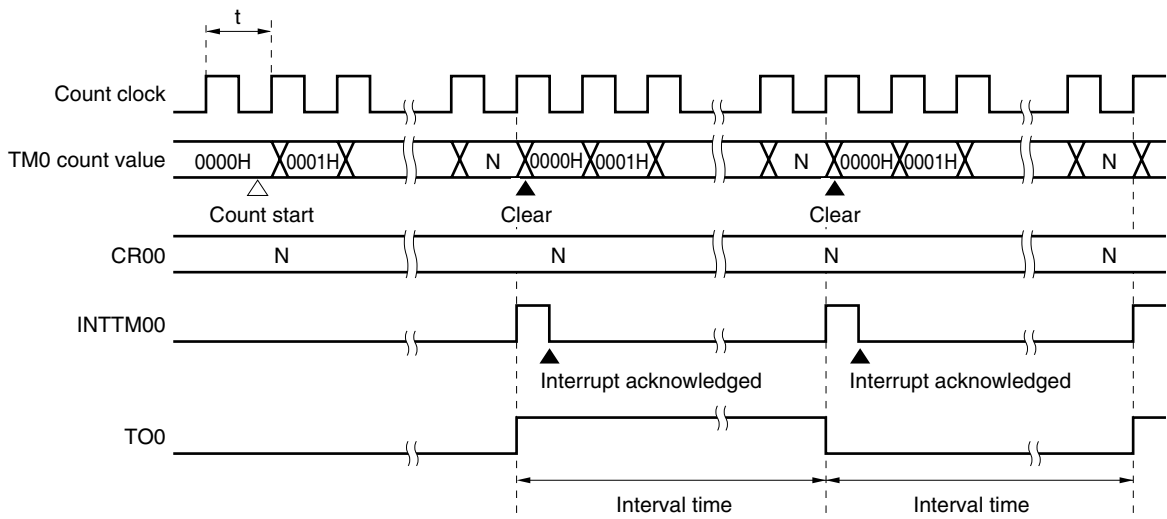 t
Count clock
TM0 count value 0000H 0001H N 0000H 0001H N 0000H 0001H N
Count start Clear Clear
CR00 N N N N
INTTM00
Interrupt acknowledged Interrupt acknowledged
TO0
Interval time Interval time